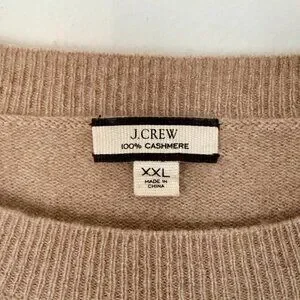 J.CREW
100% CASHMERE
XXL
MADE IN
CHINA